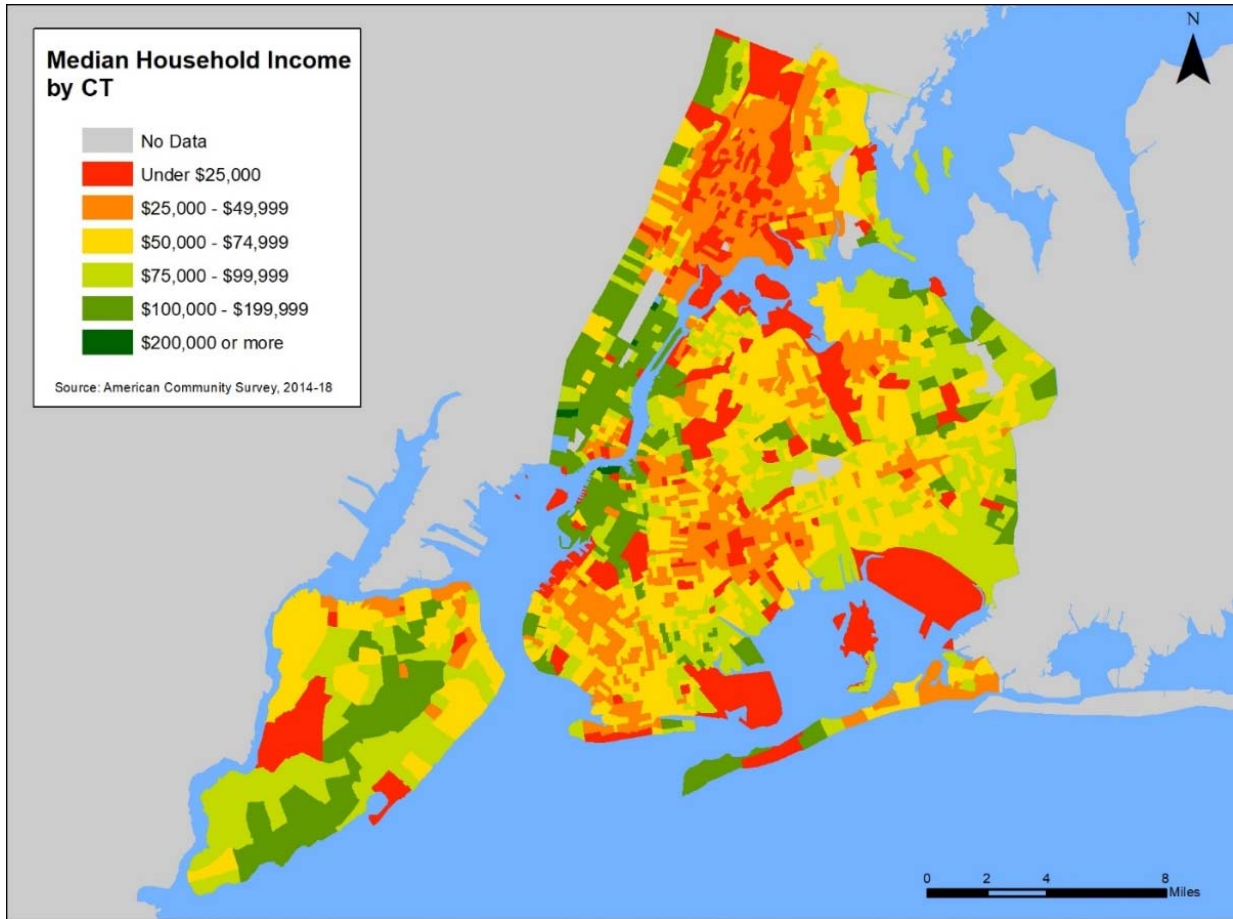 Median Household Income
by CT
No Data
Under $25,000
$25,000 - $49,999
$50,000 - $74,999
$75,000 - $99,999
$100,000 - $199,999
$200,000 or more
Source: American Community Survey, 2014-18
N
0 2 4 8
Miles